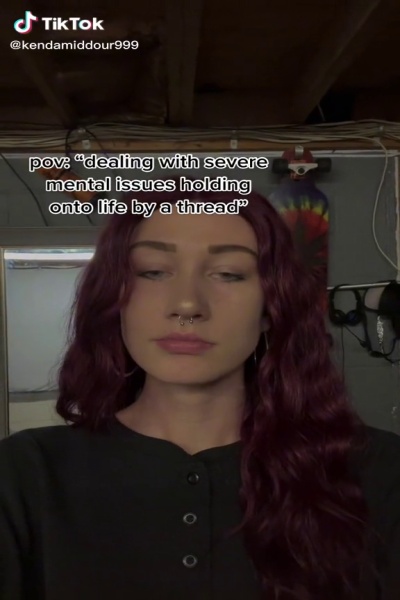 TikTok
@kendamiddour999
pov: “dealing with severe
mental issues holding
onto life by a thread”